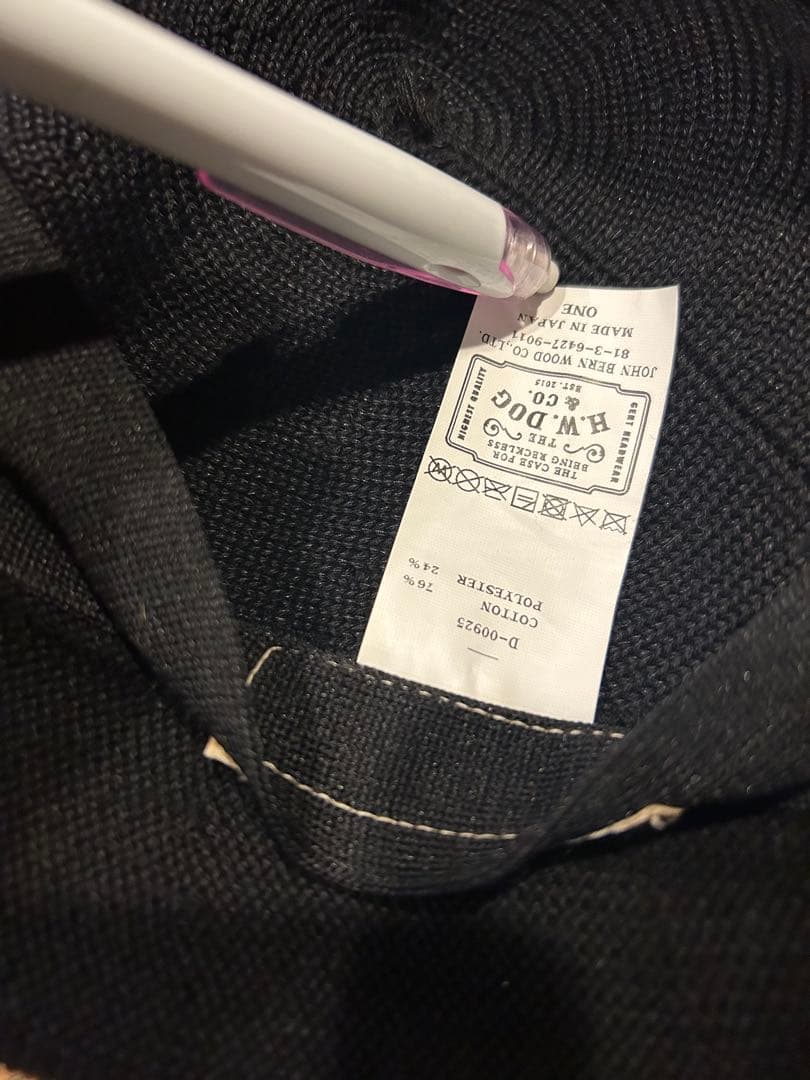 D-00925
COTTON 76%
POLYESTER 24%
THE CASE FOR
BEING RECKLESS
THE
H.W.DOG
& CO.
EST. 2015
GENT HEADWEAR
HIGHEST QUALITY
JOHN BERN WOOD CO.,LTD.
81-3-6427-9011
MADE IN JAPAN
ONE